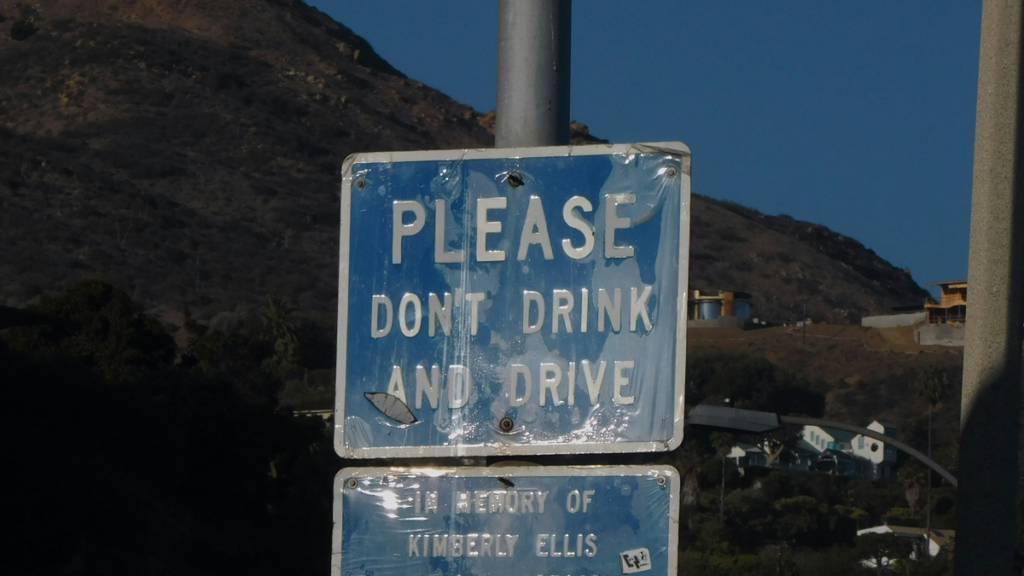 PLEASE
DON'T DRINK
AND DRIVE
IN MEMORY OF
KIMBERLY ELLIS